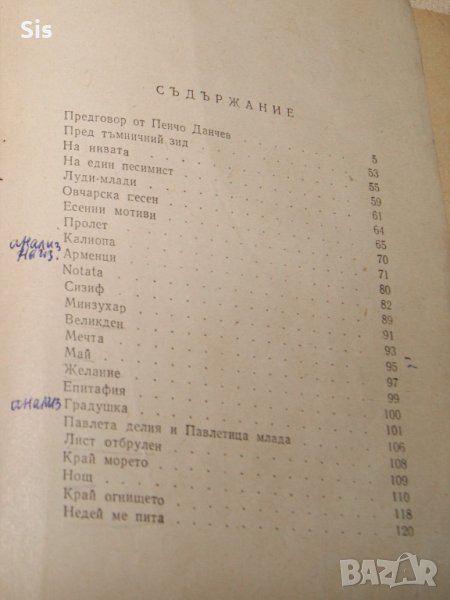 Sis
СЪДЪРЖАНИЕ
Предговор от Пенчо Данчев 5
Пред тъмничний зид 53
На нивата 55
На един песимист 59
Луди-млади 61
Овчарска песен 64
Есенни мотиви 65
Пролет 70
анализ Калиопа 71
наиз. Арменци 80
Notata 82
Сизиф 89
Минзухар 91
Великден 93
Мечта 95
Май 97
Желание 99
Епитафия 100
анализ Градушка 101
Павлета делия и Павлетица млада 106
Лист отбрулен 108
Край морето 109
Нощ 110
Край огнището 118
Недей ме пита 120
BAZAR